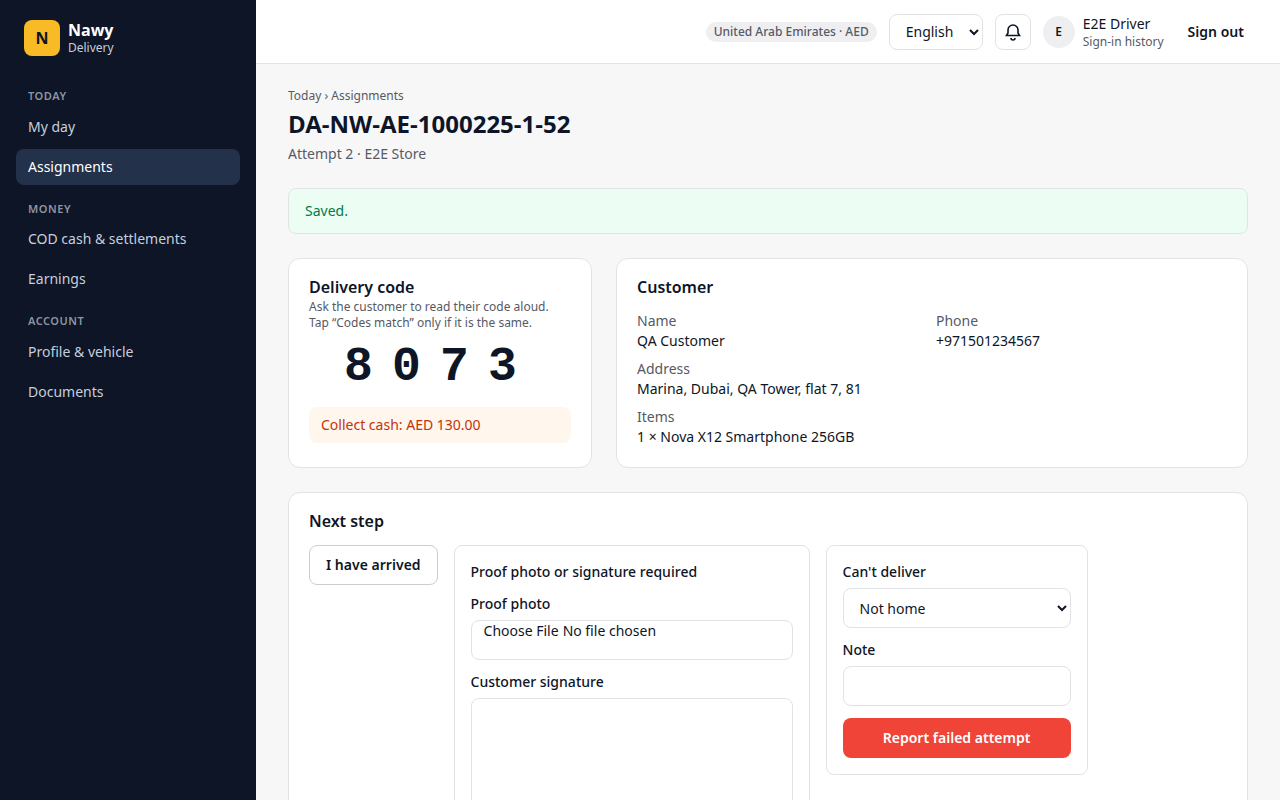 N
Nawy
Delivery
TODAY
My day
Assignments
MONEY
COD cash & settlements
Earnings
ACCOUNT
Profile & vehicle
Documents
United Arab Emirates · AED
English
E
E2E Driver
Sign-in history
Sign out
Today › Assignments
DA-NW-AE-1000225-1-52
Attempt 2 · E2E Store
Saved.
Delivery code
Ask the customer to read their code aloud.
Tap “Codes match” only if it is the same.
8073
Collect cash: AED 130.00
Customer
Name
QA Customer
Phone
+971501234567
Address
Marina, Dubai, QA Tower, flat 7, 81
Items
1 × Nova X12 Smartphone 256GB
Next step
I have arrived
Proof photo or signature required
Proof photo
Choose File No file chosen
Customer signature
Can't deliver
Not home
Note
Report failed attempt